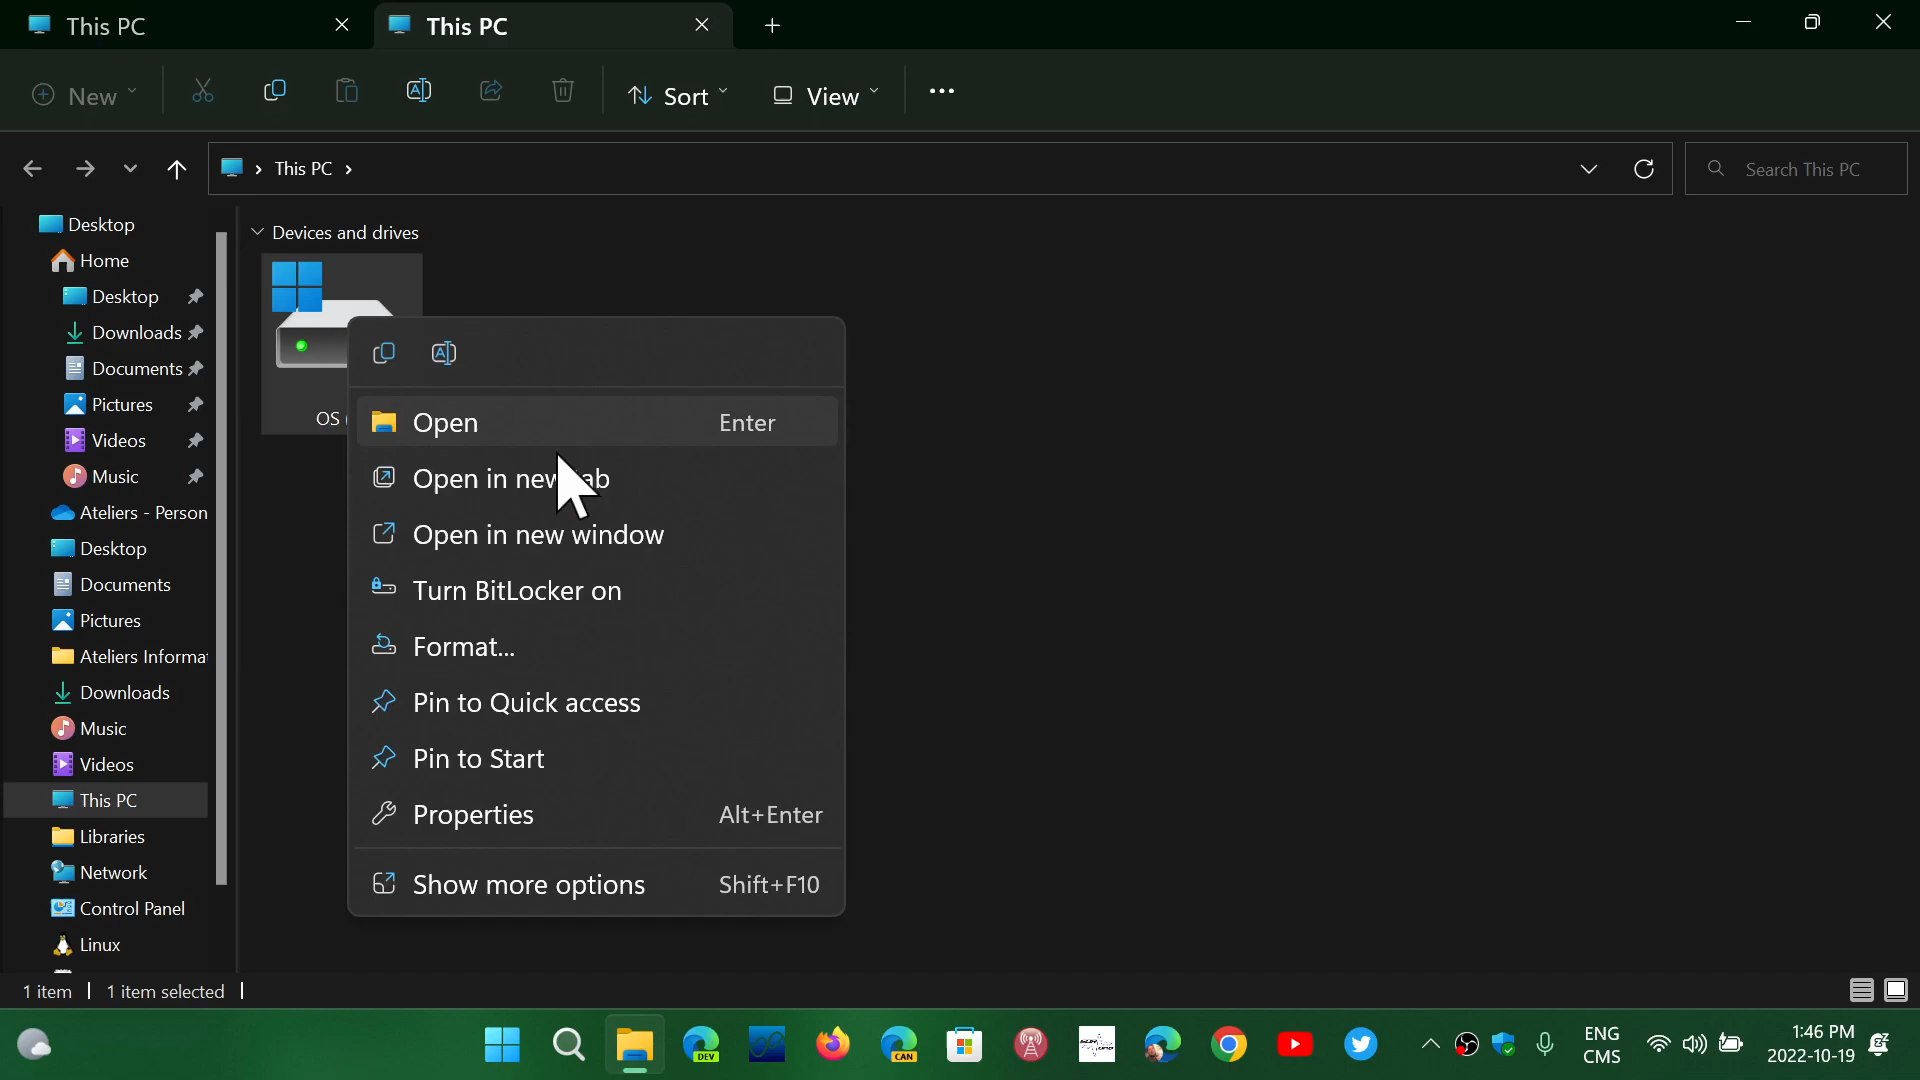 This PC
This PC
New
Sort
View
This PC
Search This PC
Desktop
Home
Desktop
Downloads
Documents
Pictures
Videos
Music
Ateliers - Person
Desktop
Documents
Pictures
Ateliers Informa
Downloads
Music
Videos
This PC
Libraries
Network
Control Panel
Linux
Devices and drives
OS (
Open Enter
Open in new
Open in new window
Turn BitLocker on
Format...
Pin to Quick access
Pin to Start
Properties Alt+Enter
Show more options Shift+F10
1 item 1 item selected
DEV
CAN
ENG
CMS
1:46 PM
2022-10-19